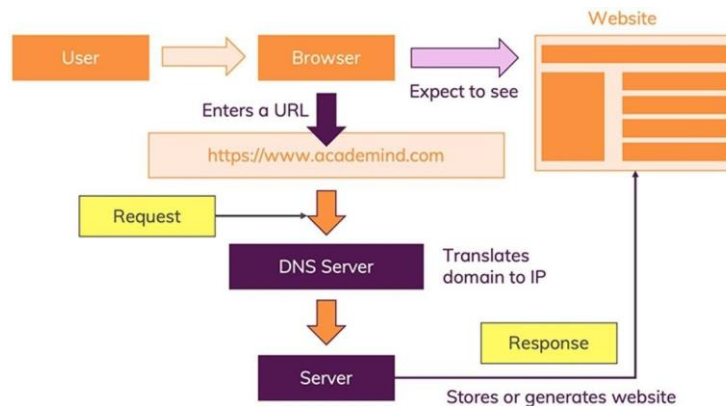 Website
User
Browser
Expect to see
Enters a URL
https://www.academind.com
Request
DNS Server
Translates
domain to IP
Response
Server
Stores or generates website